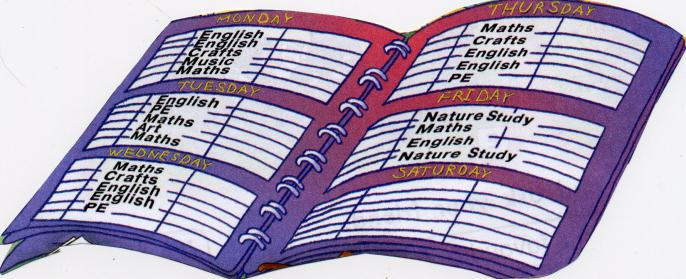 MONDAY
English
English
Crafts
Music
Maths
TUESDAY
English
PE
Maths
Art
Maths
WEDNESDAY
Maths
Crafts
English
English
PE
THURSDAY
Maths
Crafts
English
English
PE
FRIDAY
Nature Study
Maths
English
Nature Study
SATURDAY